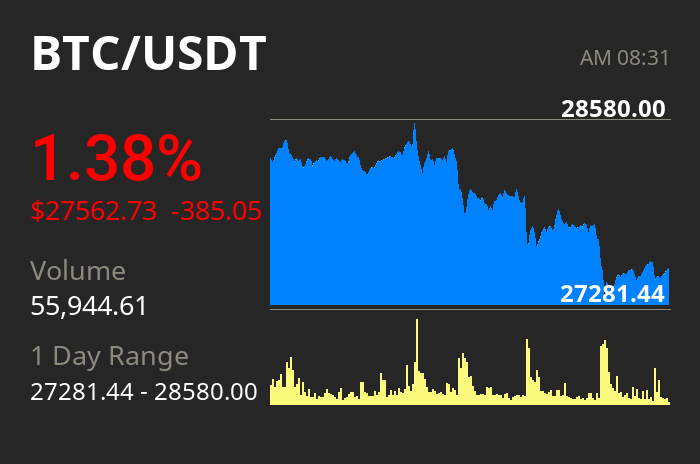 BTC/USDT
AM 08:31
28580.00
1.38%
$27562.73 -385.05
Volume
55,944.61
27281.44
1 Day Range
27281.44 - 28580.00